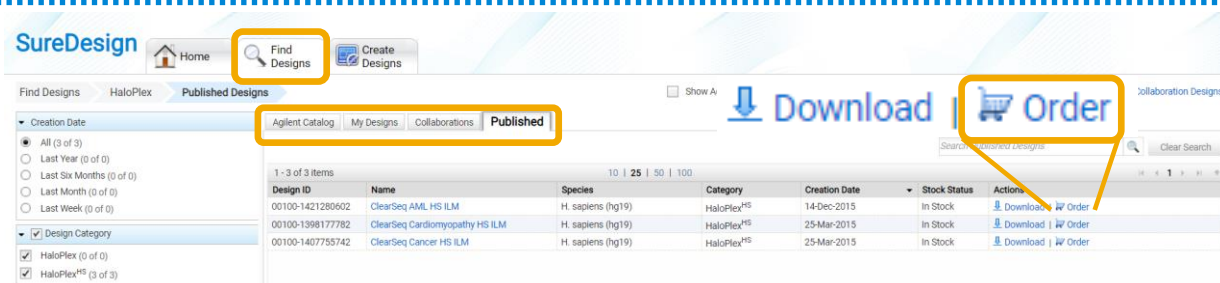 SureDesign
Home
Find Designs
Create Designs
Find Designs HaloPlex Published Designs
Show A
Collaboration Designs
Download | Order
Creation Date
All (3 of 3)
Last Year (0 of 0)
Last Six Months (0 of 0)
Last Month (0 of 0)
Last Week (0 of 0)
Design Category
HaloPlex (0 of 0)
HaloPlexHS (3 of 3)
Agilent Catalog My Designs Collaborations Published
Search Published Designs
Clear Search
1 - 3 of 3 items 10 | 25 | 50 | 100 1
Design ID Name Species Category Creation Date Stock Status Actions
00100-1421280602 ClearSeq AML HS ILM H. sapiens (hg19) HaloPlexHS 14-Dec-2015 In Stock Download | Order
00100-1398177782 ClearSeq Cardiomyopathy HS ILM H. sapiens (hg19) HaloPlexHS 25-Mar-2015 In Stock Download | Order
00100-1407755742 ClearSeq Cancer HS ILM H. sapiens (hg19) HaloPlexHS 25-Mar-2015 In Stock Download | Order